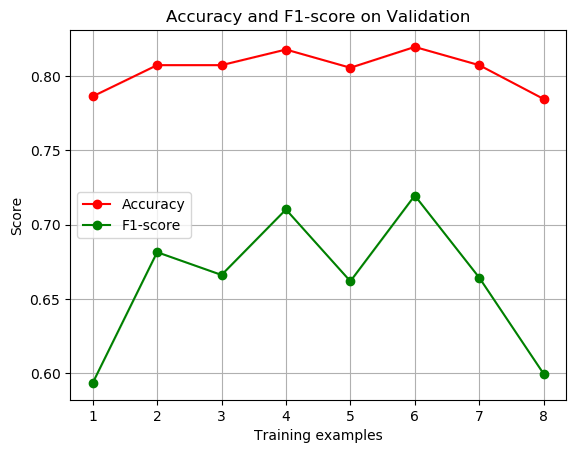 Accuracy and F1-score on Validation
0.80
0.75
0.70
0.65
0.60
Score
Accuracy
F1-score
1 2 3 4 5 6 7 8
Training examples